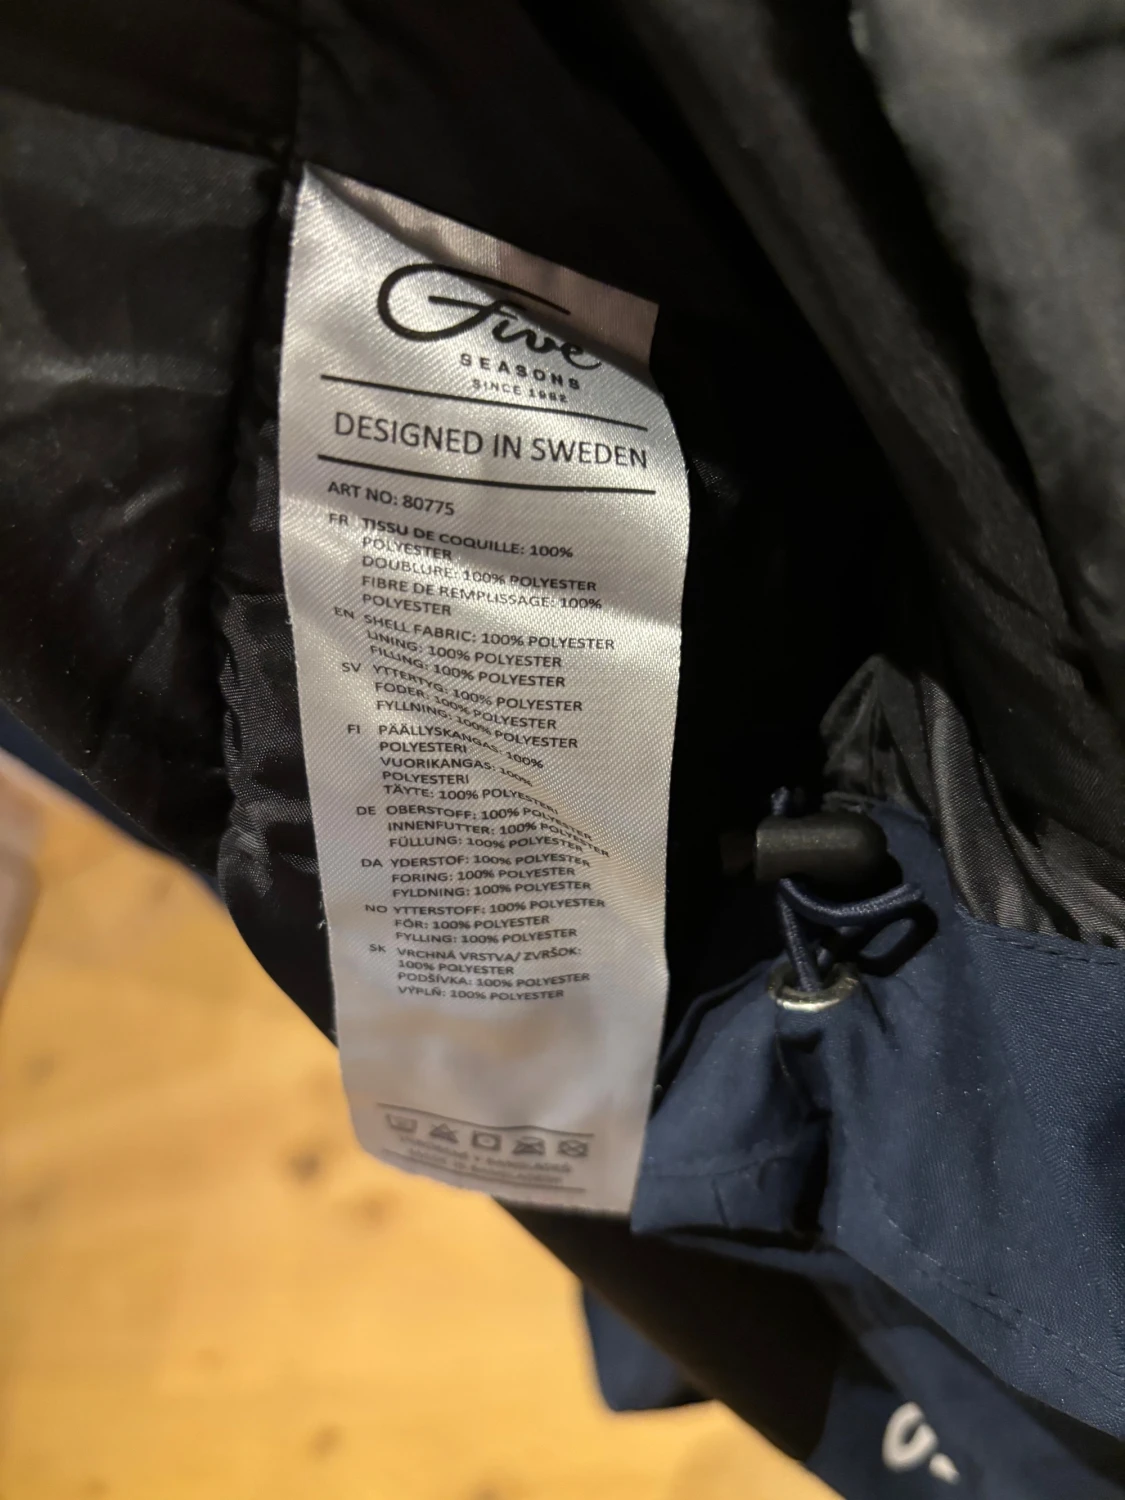 Five
SEASONS
SINCE 1982
DESIGNED IN SWEDEN
ART NO: 80775
FR TISSU DE COQUILLE: 100%
POLYESTER
DOUBLURE: 100% POLYESTER
FIBRE DE REMPLISSAGE: 100%
POLYESTER
EN SHELL FABRIC: 100% POLYESTER
LINING: 100% POLYESTER
FILLING: 100% POLYESTER
SV YTTERTYG: 100% POLYESTER
FODER: 100% POLYESTER
FYLLNING: 100% POLYESTER
FI PÄÄLLYSKANGAS: 100%
POLYESTERI
VUORIKANGAS: 100%
POLYESTERI
TÄYTE: 100% POLYESTERI
DE OBERSTOFF: 100% POLYESTER
INNENFUTTER: 100% POLYESTER
FÜLLUNG: 100% POLYESTER
DA YDERSTOF: 100% POLYESTER
FORING: 100% POLYESTER
FYLDNING: 100% POLYESTER
NO YTTERSTOFF: 100% POLYESTER
FÔR: 100% POLYESTER
FYLLING: 100% POLYESTER
SK VRCHNÁ VRSTVA/ ZVRŠOK:
100% POLYESTER
PODŠÍVKA: 100% POLYESTER
VÝPLŇ: 100% POLYESTER